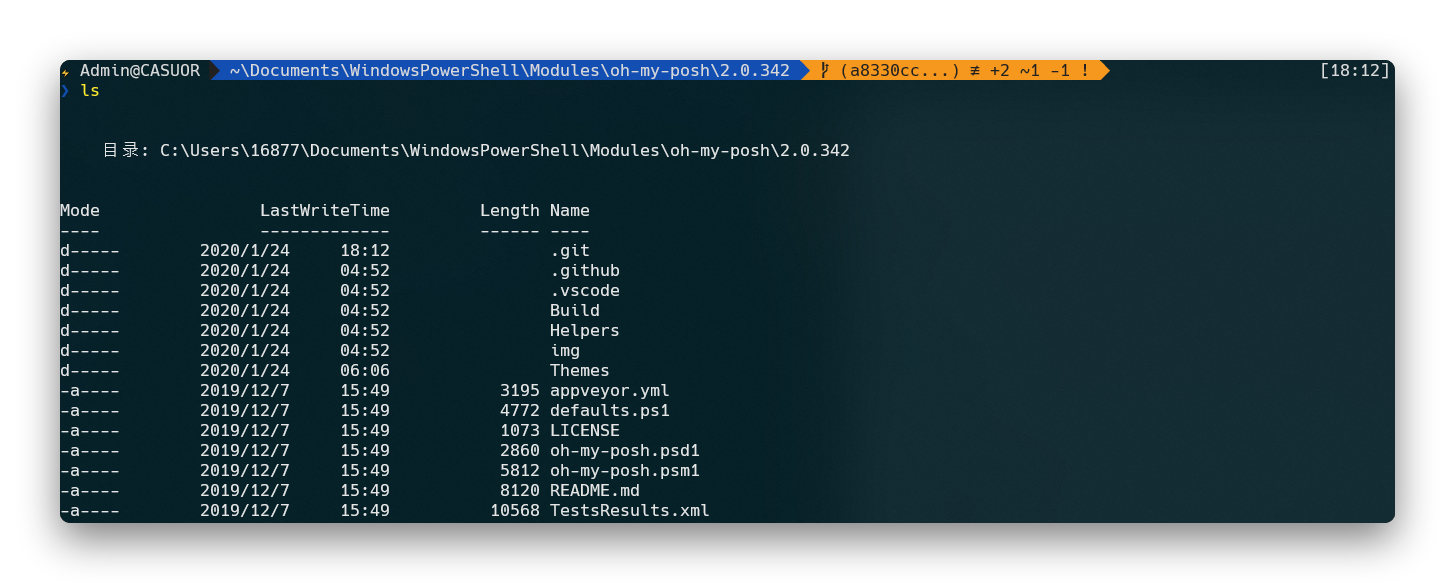 ⚡ Admin@CASUOR ~\Documents\WindowsPowerShell\Modules\oh-my-posh\2.0.342 (a8330cc...) ≢ +2 ~1 -1 ! [18:12]
❯ ls
目录: C:\Users\16877\Documents\WindowsPowerShell\Modules\oh-my-posh\2.0.342
Mode LastWriteTime Length Name
---- ------------- ------ ----
d----- 2020/1/24 18:12 .git
d----- 2020/1/24 04:52 .github
d----- 2020/1/24 04:52 .vscode
d----- 2020/1/24 04:52 Build
d----- 2020/1/24 04:52 Helpers
d----- 2020/1/24 04:52 img
d----- 2020/1/24 06:06 Themes
-a---- 2019/12/7 15:49 3195 appveyor.yml
-a---- 2019/12/7 15:49 4772 defaults.ps1
-a---- 2019/12/7 15:49 1073 LICENSE
-a---- 2019/12/7 15:49 2860 oh-my-posh.psd1
-a---- 2019/12/7 15:49 5812 oh-my-posh.psm1
-a---- 2019/12/7 15:49 8120 README.md
-a---- 2019/12/7 15:49 10568 TestsResults.xml